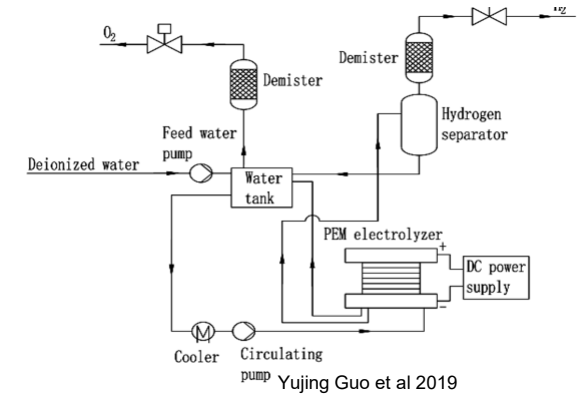 O₂
Demister
Demister
Hydrogen
separator
Feed water
pump
Deionized water
Water
tank
PEM electrolyzer
+
DC power
supply
−
M
Cooler
Circulating
pump
Yujing Guo et al 2019